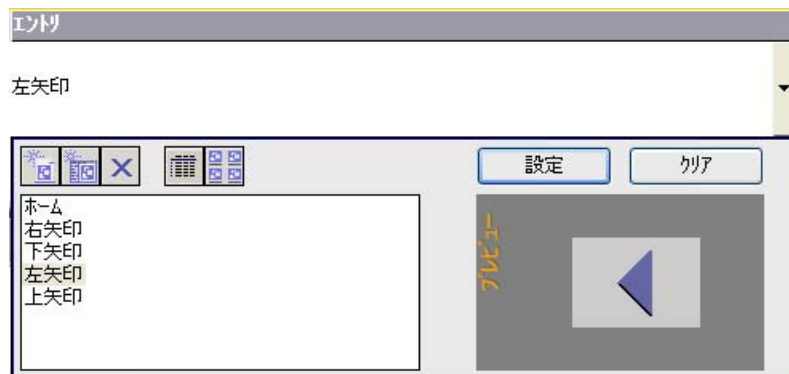 エントリ
左矢印
設定 クリア
ホーム
右矢印
下矢印
左矢印
上矢印
プレビュー